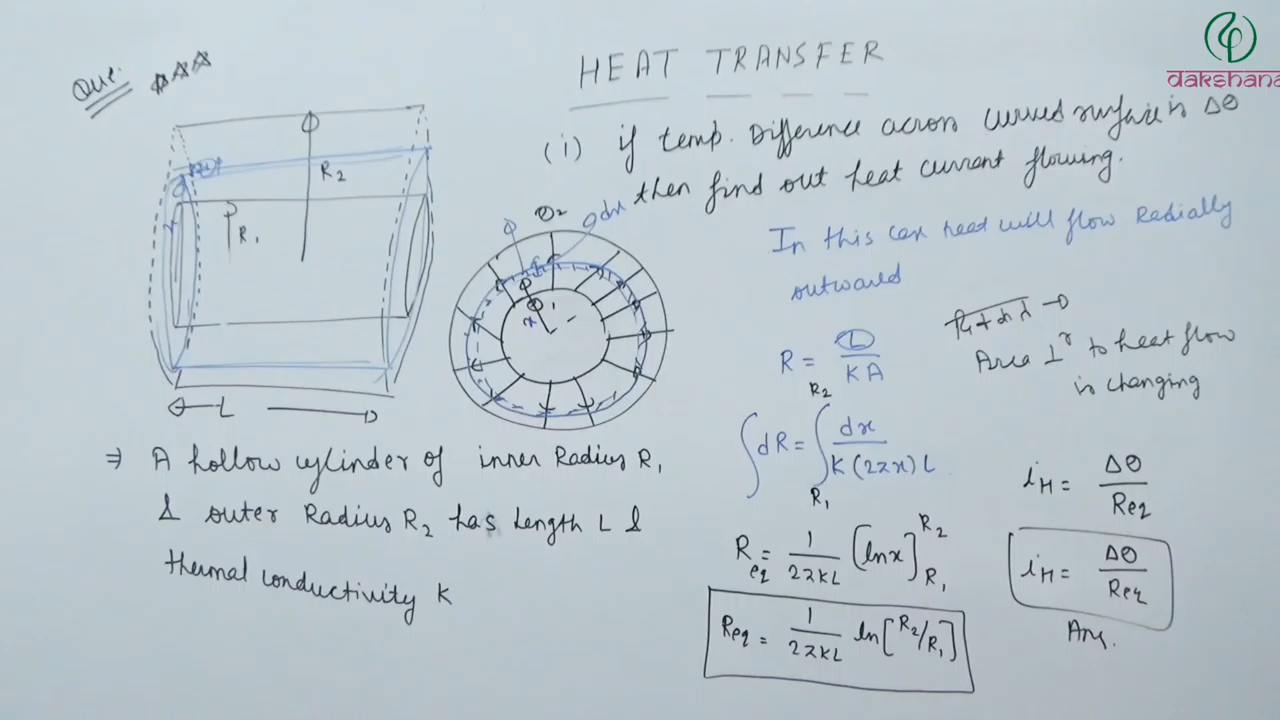 Que.
HEAT TRANSFER
dakshana
(i) if temp. Difference across curved surface is Δθ
then find out heat current flowing.
R2
R1
L
θ2
dx
In this case heat will flow Radially
outward
Area ⊥r to heat flow
is changing
R = L/KA
∫dR = ∫_{R1}^{R2} dx/K(2πx)L
R_eq = 1/2πKL [ln x]_{R1}^{R2}
Req = 1/2πKL ln[R2/R1]
iH = Δθ/Req
iH = Δθ/Req
Ans.
⇒ A hollow cylinder of inner Radius R1
& outer Radius R2 has length L &
thermal conductivity K